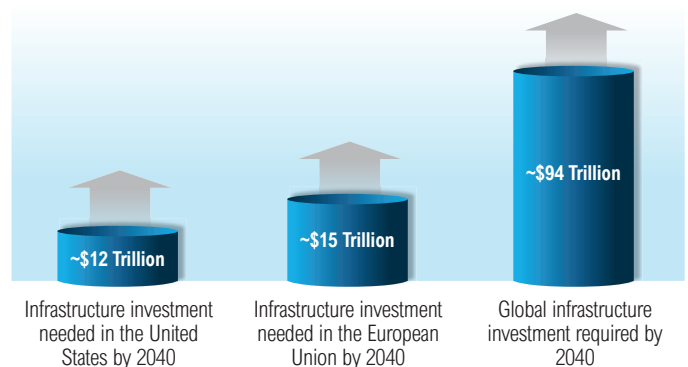 ~$12 Trillion
~$15 Trillion
~$94 Trillion
Infrastructure investment
needed in the United
States by 2040
Infrastructure investment
needed in the European
Union by 2040
Global infrastructure
investment required by
2040